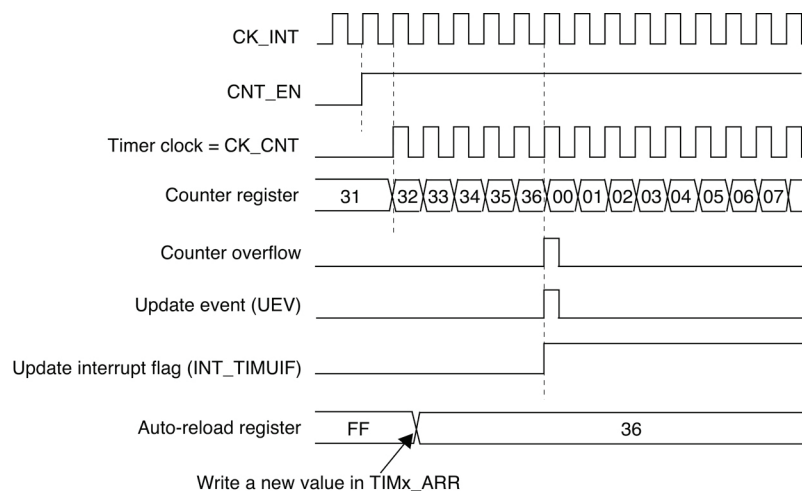 CK_INT
CNT_EN
Timer clock = CK_CNT
Counter register 31 32 33 34 35 36 00 01 02 03 04 05 06 07
Counter overflow
Update event (UEV)
Update interrupt flag (INT_TIMUIF)
Auto-reload register FF 36
Write a new value in TIMx_ARR